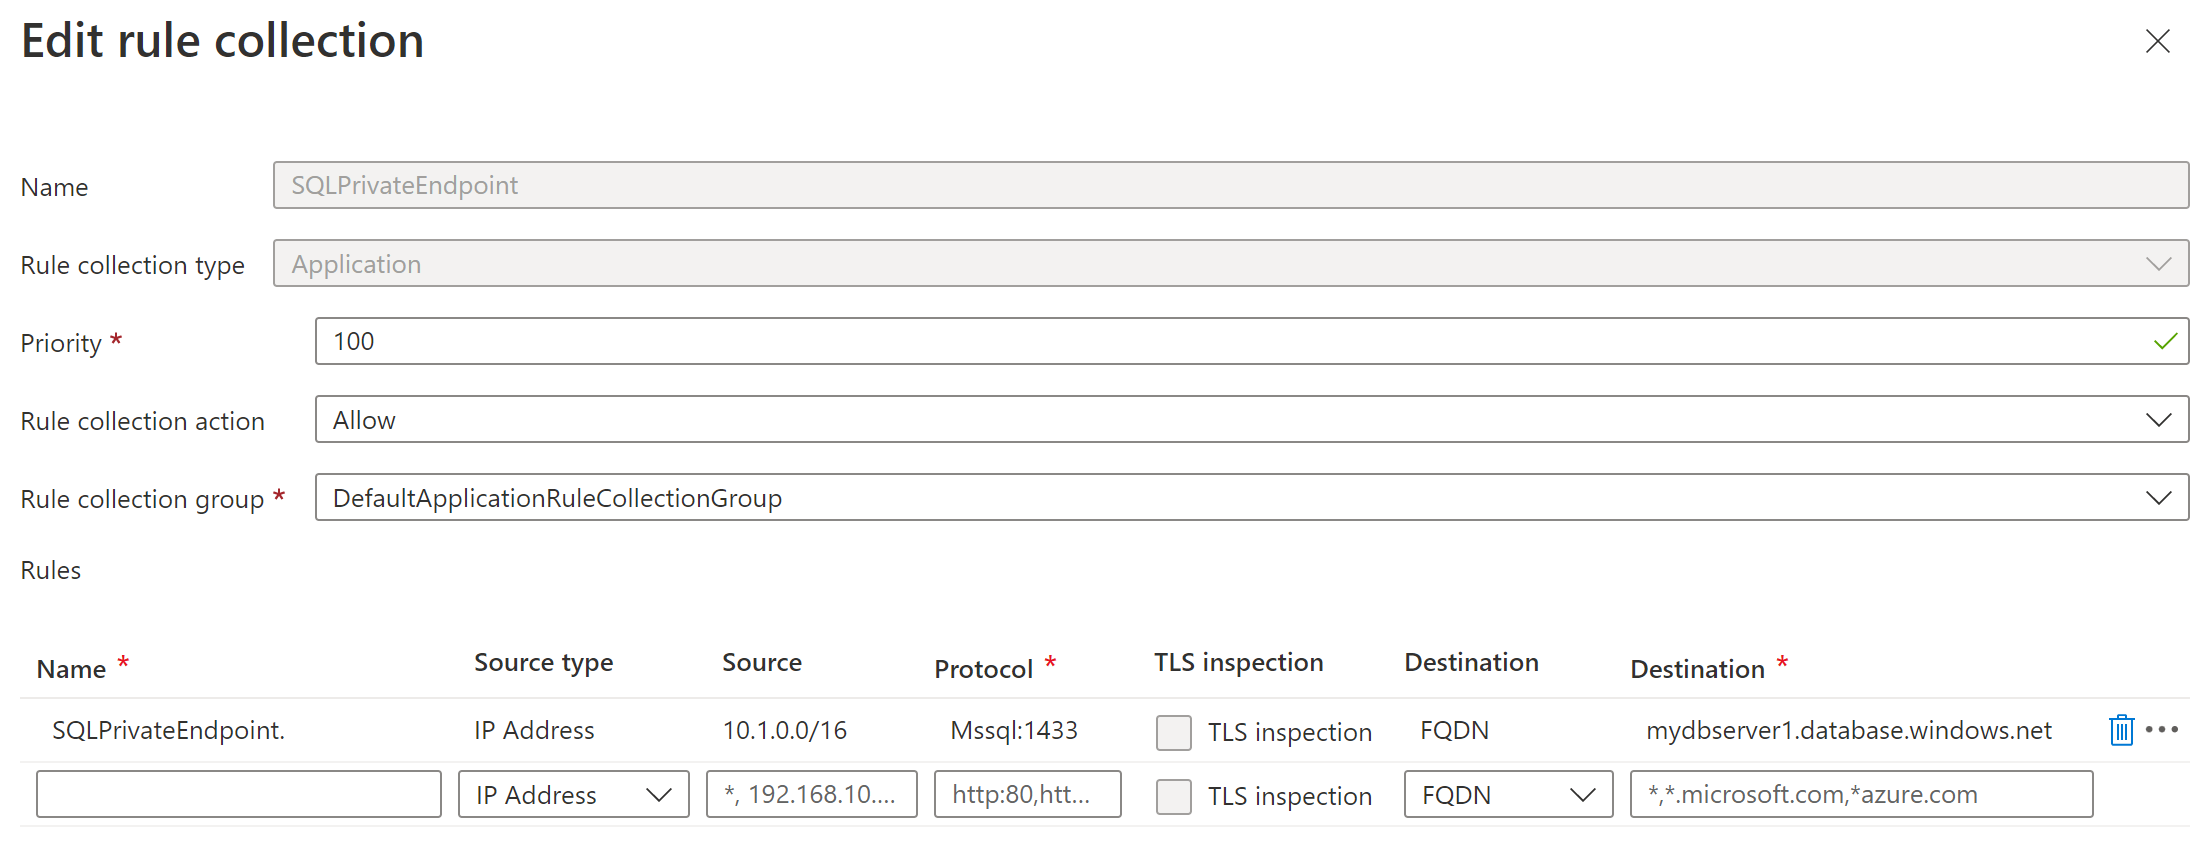 Edit rule collection
Name SQLPrivateEndpoint
Rule collection type Application
Priority * 100
Rule collection action Allow
Rule collection group * DefaultApplicationRuleCollectionGroup
Rules
Name * Source type Source Protocol * TLS inspection Destination Destination *
SQLPrivateEndpoint. IP Address 10.1.0.0/16 Mssql:1433 TLS inspection FQDN mydbserver1.database.windows.net
IP Address *, 192.168.10.... http:80,htt... TLS inspection FQDN *,*.microsoft.com,*azure.com